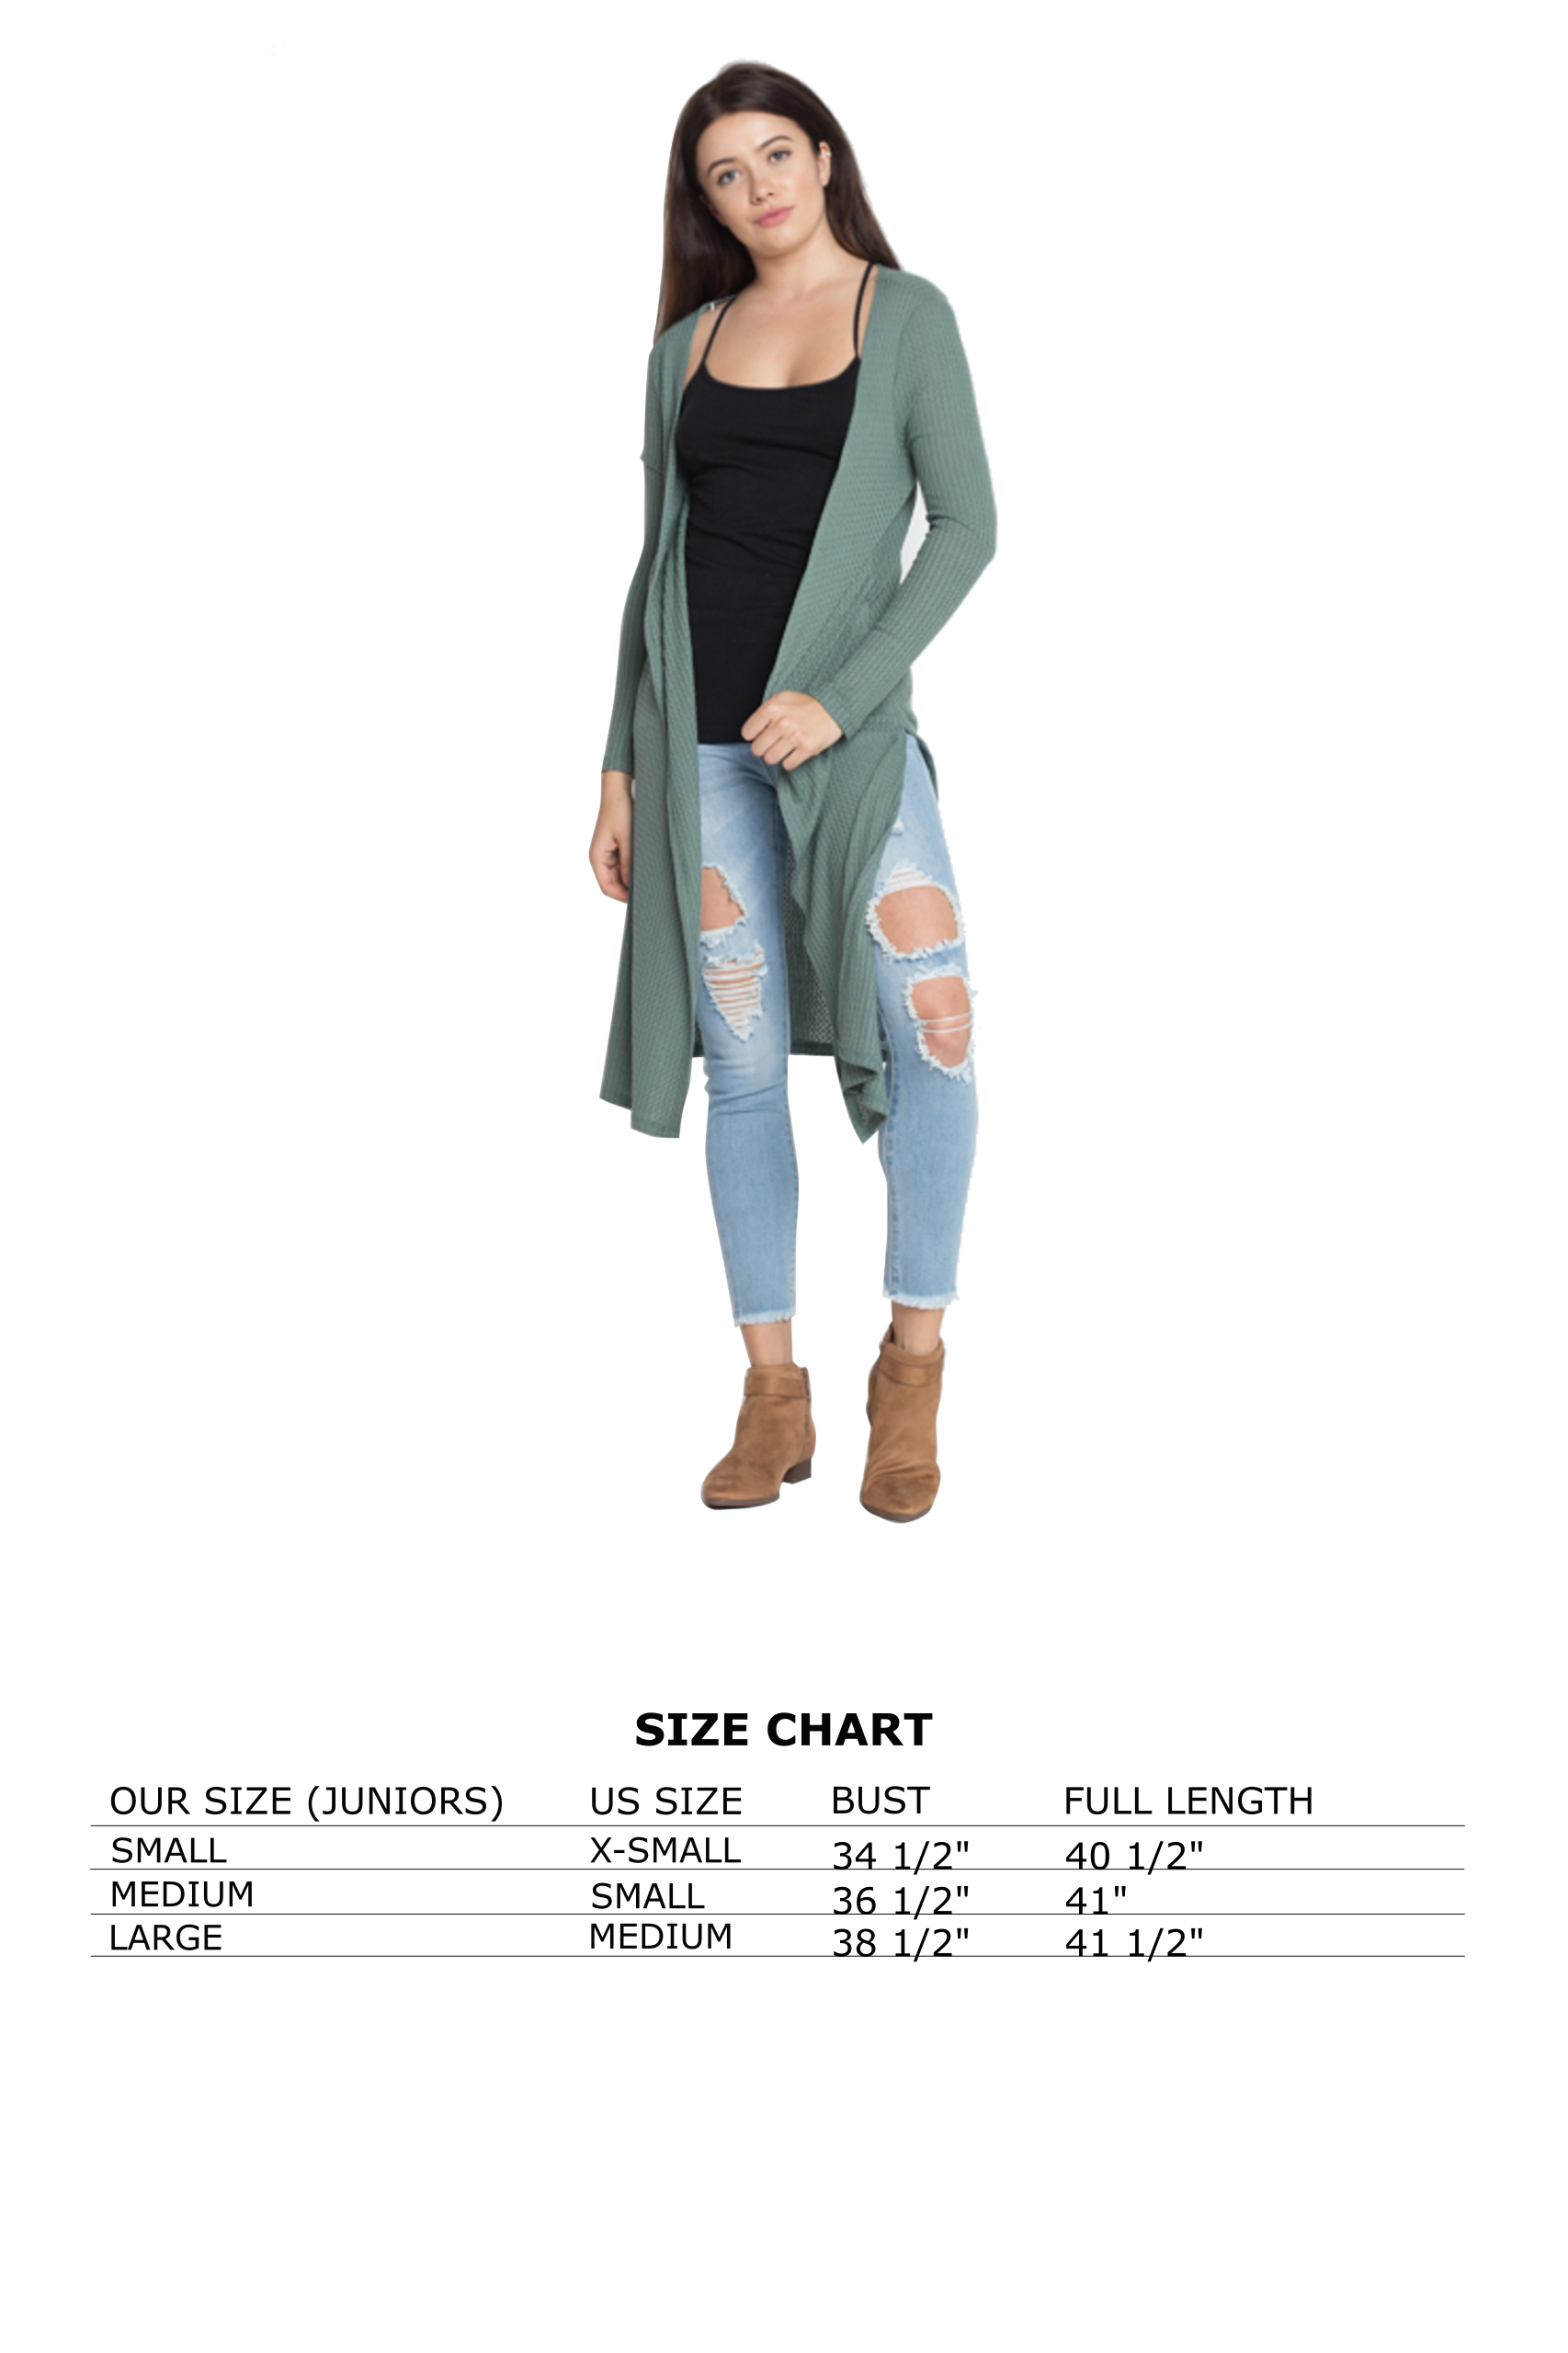 SIZE CHART
OUR SIZE (JUNIORS) US SIZE BUST FULL LENGTH
SMALL X-SMALL 34 1/2" 40 1/2"
MEDIUM SMALL 36 1/2" 41"
LARGE MEDIUM 38 1/2" 41 1/2"